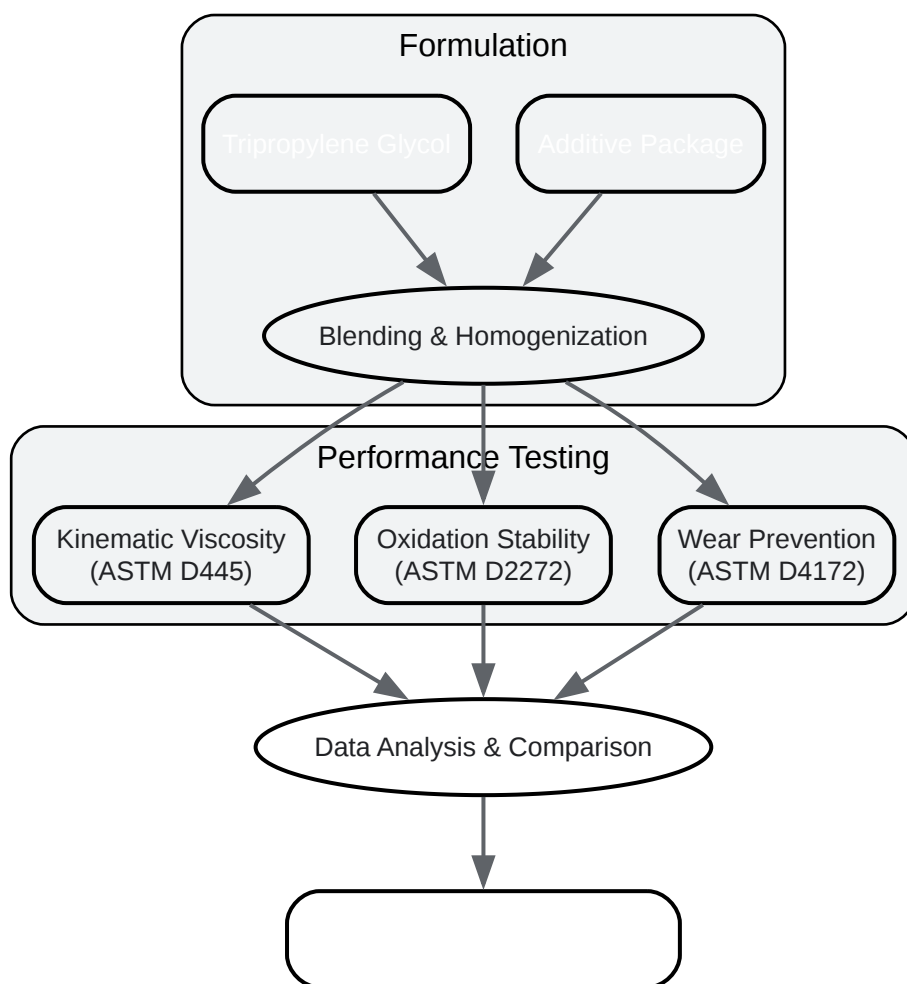 Formulation
Tripropylene Glycol
Additive Package
Blending & Homogenization
Performance Testing
Kinematic Viscosity
(ASTM D445)
Oxidation Stability
(ASTM D2272)
Wear Prevention
(ASTM D4172)
Data Analysis & Comparison